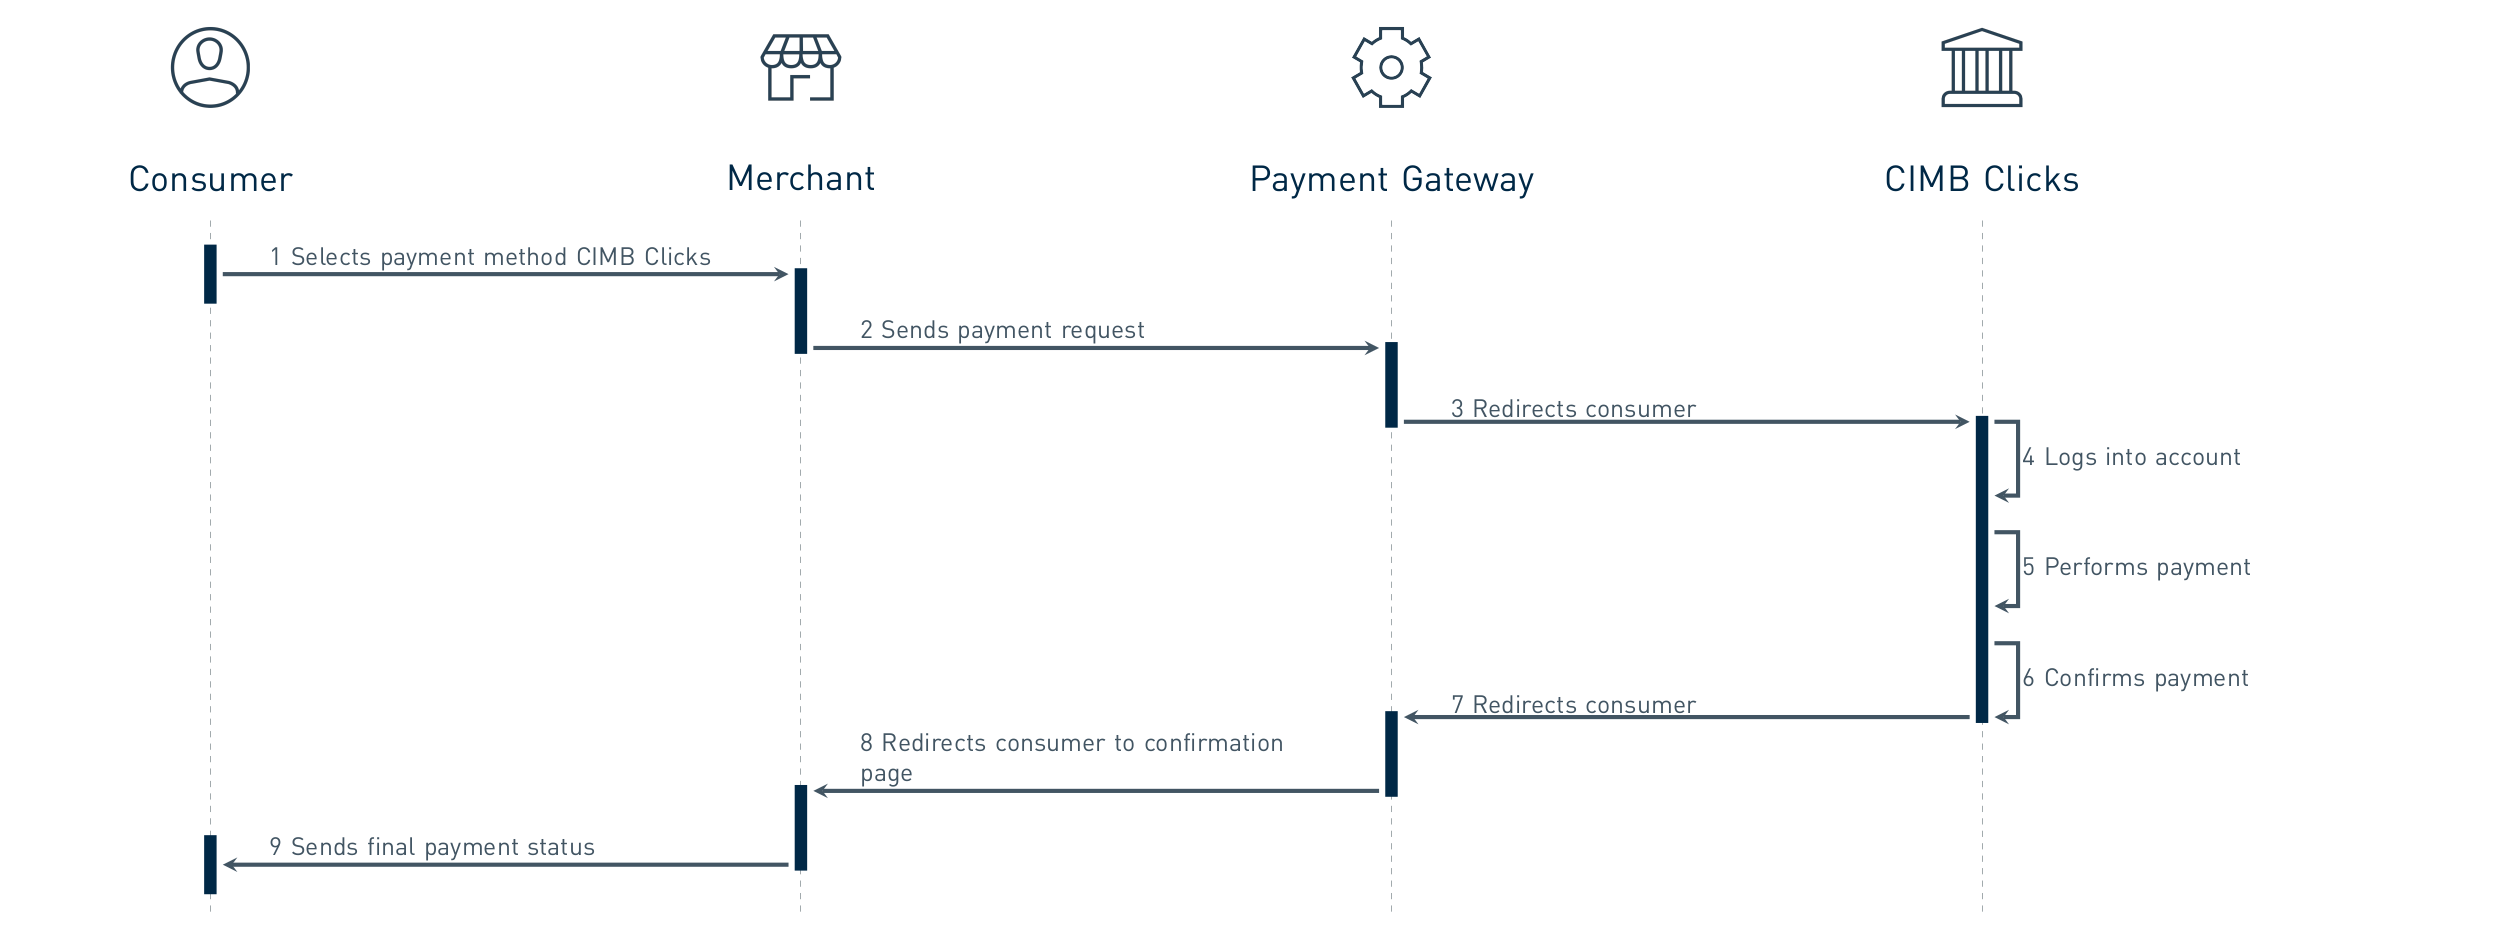 Consumer
Merchant
Payment Gateway
CIMB Clicks
1 Selects payment method CIMB Clicks
2 Sends payment request
3 Redirects consumer
4 Logs into account
5 Performs payment
6 Confirms payment
7 Redirects consumer
8 Redirects consumer to confirmation
page
9 Sends final payment status